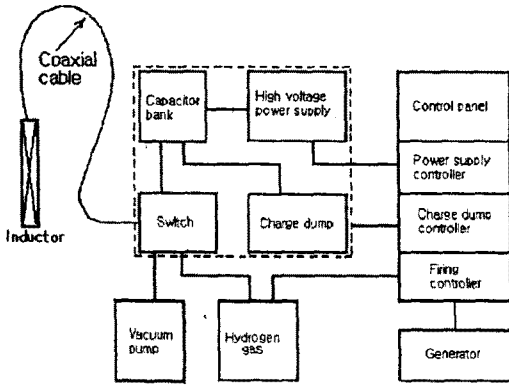 Coaxial
cable
Inductor
Capacitor
bank
High voltage
power supply
Control panel
Power supply
controller
Switch
Charge dump
Charge dump
controller
Firing
controller
Vacuum
pump
Hydrogen
gas
Generator